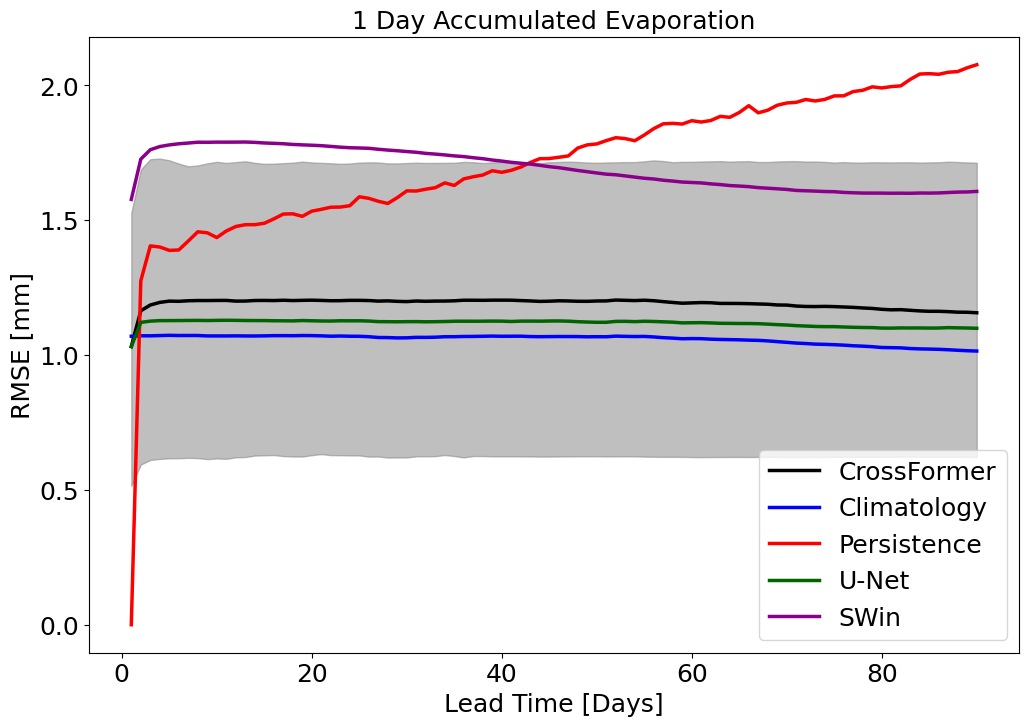 1 Day Accumulated Evaporation
RMSE [mm]
2.0
1.5
1.0
0.5
0.0
0
20
40
60
80
Lead Time [Days]
CrossFormer
Climatology
Persistence
U-Net
SWin